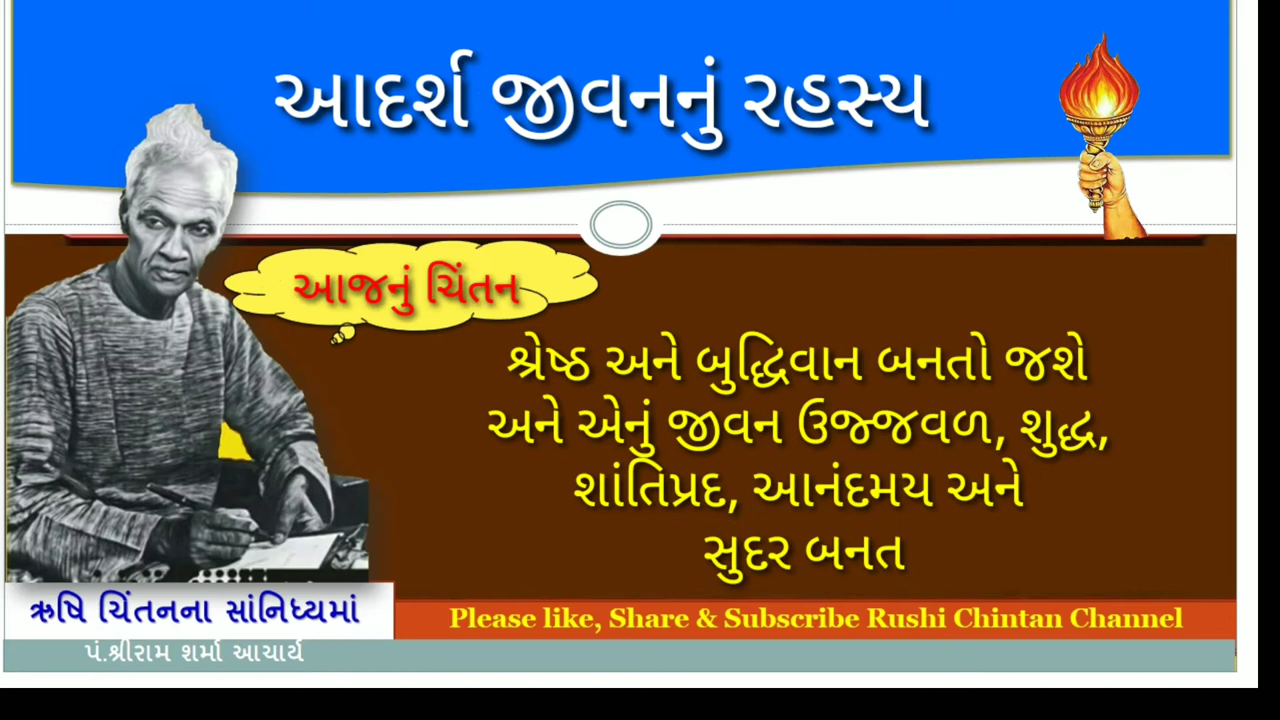 આદર્શ જીવનનું રહસ્ય
આજનું ચિંતન
શ્રેષ્ઠ અને બુદ્ધિવાન બનતો જશે
અને એનું જીવન ઉજ્જવળ, શુદ્ધ,
શાંતિપ્રદ, આનંદમય અને
સુદર બનત
ઋષિ ચિંતનના સાંનિધ્યમાં
Please like, Share & Subscribe Rushi Chintan Channel
પં.શ્રીરામ શર્મા આચાર્ય